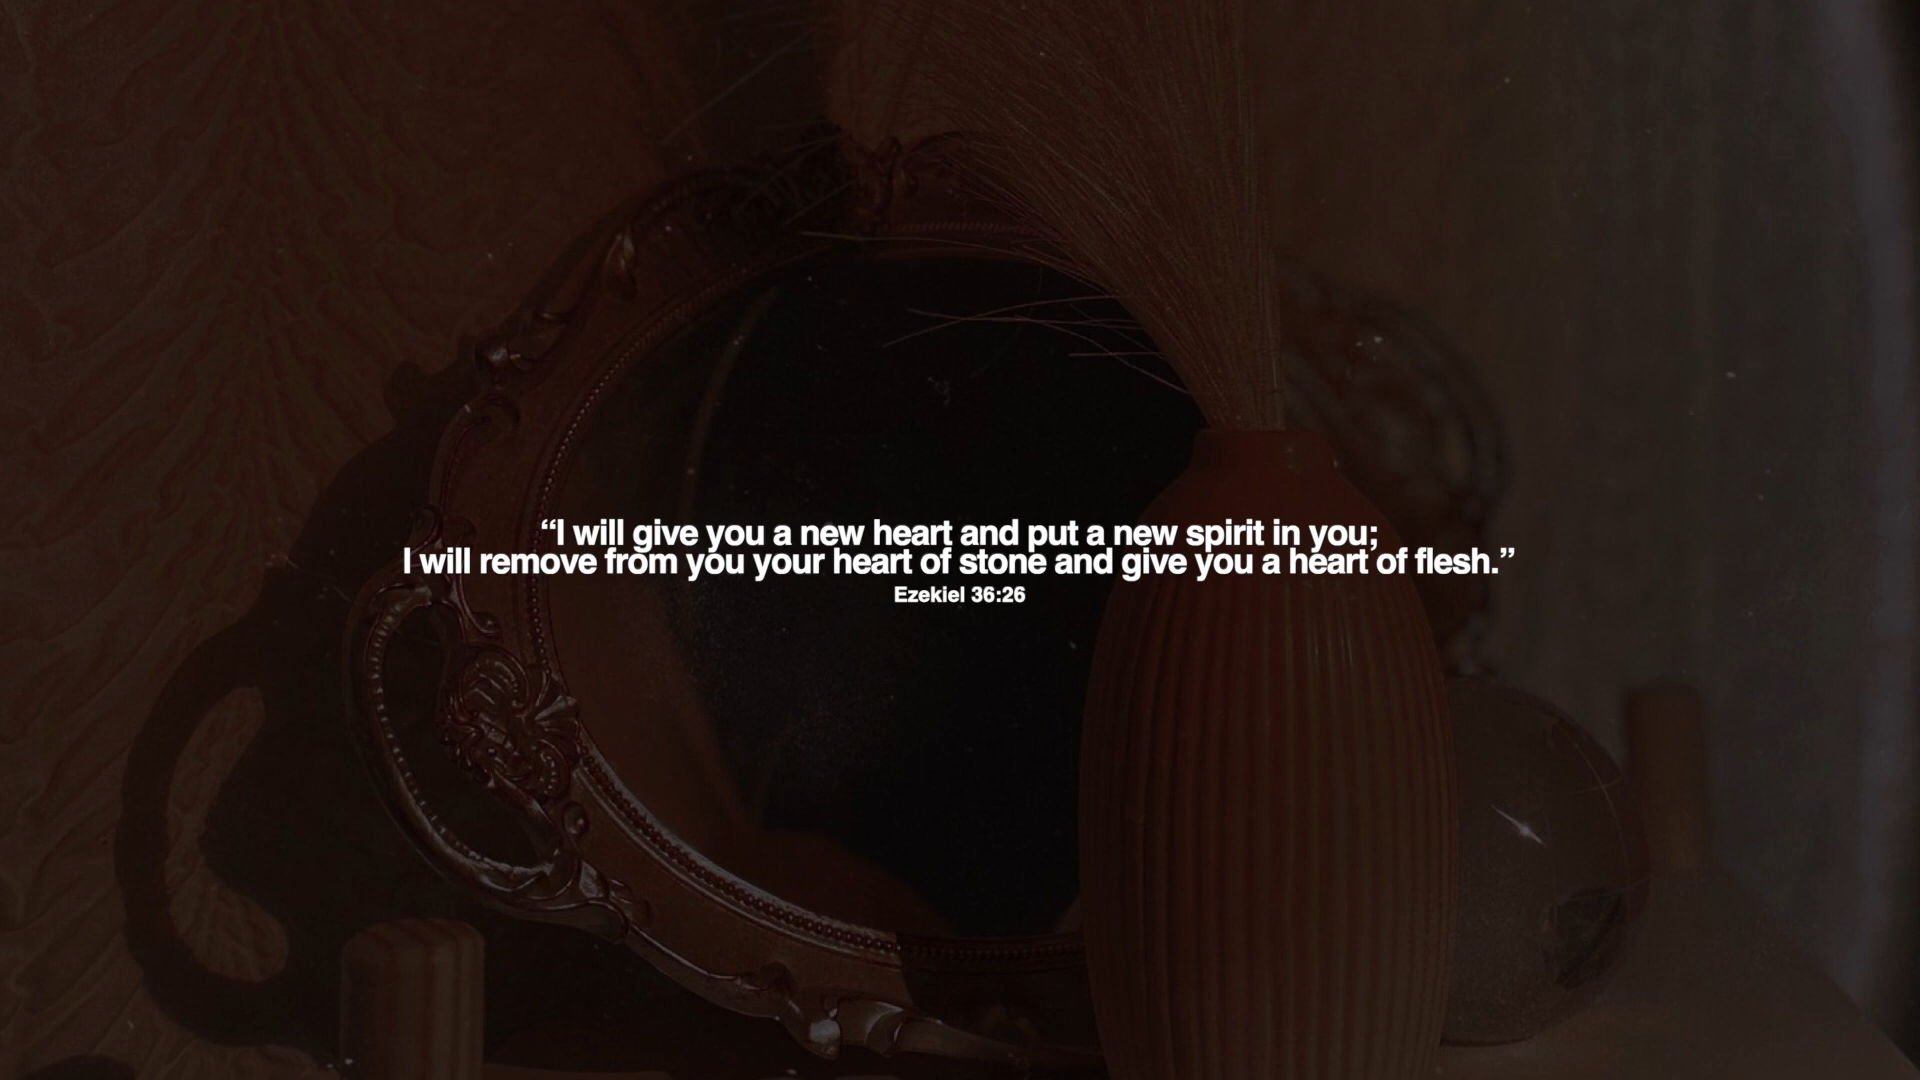 “I will give you a new heart and put a new spirit in you;
I will remove from you your heart of stone and give you a heart of flesh.”
Ezekiel 36:26